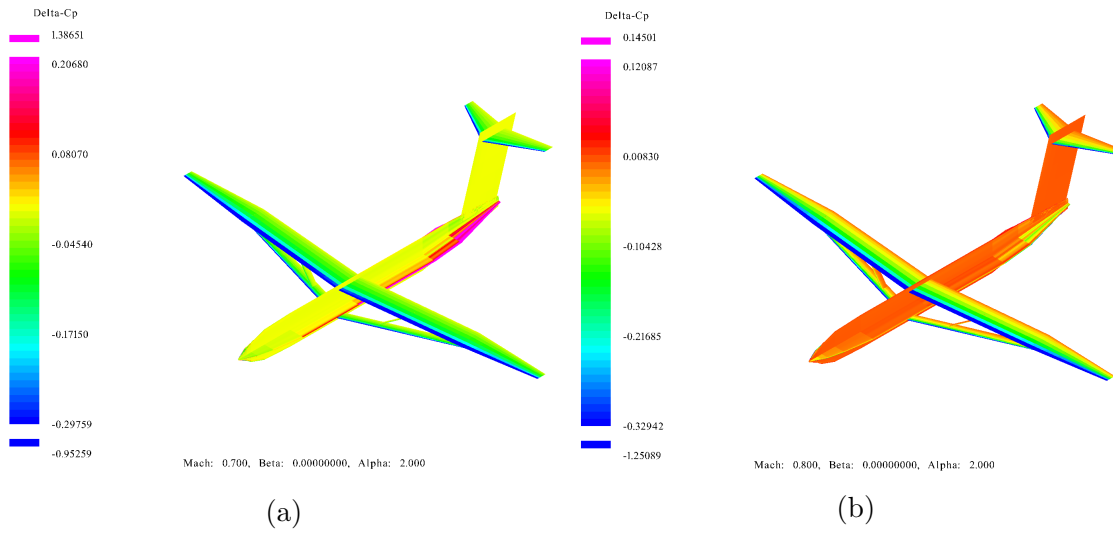 Delta-Cp
1.38651
0.20680
0.08070
-0.04540
-0.17150
-0.29759
-0.95259
Mach: 0.700, Beta: 0.00000000, Alpha: 2.000
(a)
Delta-Cp
0.14501
0.12087
0.00830
-0.10428
-0.21685
-0.32942
-1.25089
Mach: 0.800, Beta: 0.00000000, Alpha: 2.000
(b)